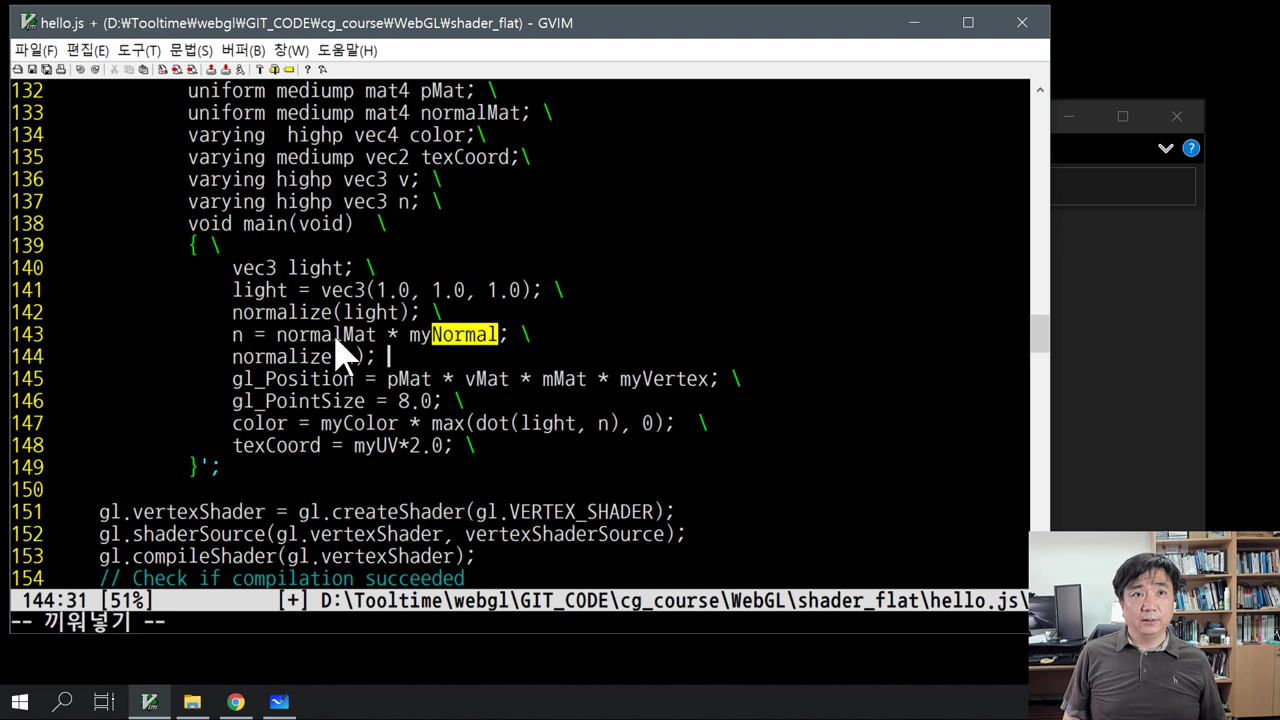 hello.js + (D:\Tooltime\webgl\GIT_CODE\cg_course\WebGL\shader_flat) - GVIM
파일(F) 편집(E) 도구(T) 문법(S) 버퍼(B) 창(W) 도움말(H)
132 uniform mediump mat4 pMat; \
133 uniform mediump mat4 normalMat; \
134 varying  highp vec4 color;\
135 varying mediump vec2 texCoord;\
136 varying highp vec3 v; \
137 varying highp vec3 n; \
138 void main(void)  \
139 { \
140 vec3 light; \
141 light = vec3(1.0, 1.0, 1.0); \
142 normalize(light); \
143 n = normalMat * myNormal; \
144 normalize );
145 gl_Position = pMat * vMat * mMat * myVertex; \
146 gl_PointSize = 8.0; \
147 color = myColor * max(dot(light, n), 0);  \
148 texCoord = myUV*2.0; \
149 }';
150
151 gl.vertexShader = gl.createShader(gl.VERTEX_SHADER);
152 gl.shaderSource(gl.vertexShader, vertexShaderSource);
153 gl.compileShader(gl.vertexShader);
154 // Check if compilation succeeded
144:31 [51%] [+] D:\Tooltime\webgl\GIT_CODE\cg_course\WebGL\shader_flat\hello.js\
-- 끼워넣기 --